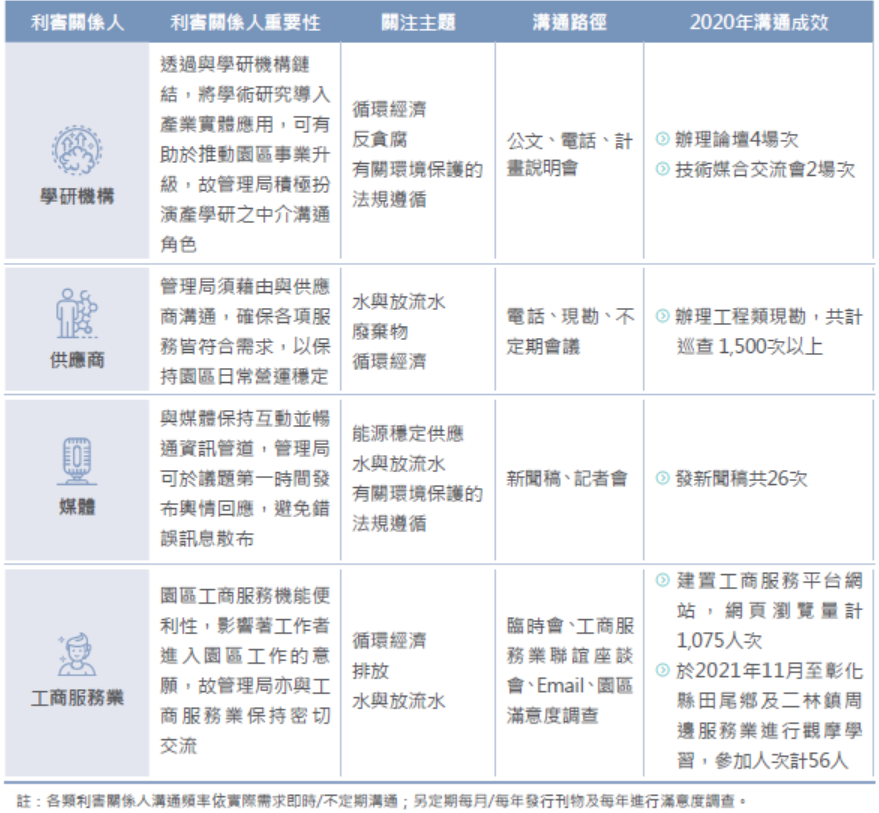 利害關係人 利害關係人重要性 關注主題 溝通路徑 2020年溝通成效
學研機構
透過與學研機構鏈
結，將學術研究導入
產業實體應用，可有
助於推動園區事業升
級，故管理局積極扮
演產學研之中介溝通
角色
循環經濟
反貪腐
有關環境保護的
法規遵循
公文、電話、計
畫說明會
辦理論壇4場次
技術媒合交流會2場次
供應商
管理局須藉由與供應
商溝通，確保各項服
務皆符合需求，以保
持園區日常營運穩定
水與放流水
廢棄物
循環經濟
電話、現勘、不
定期會議
辦理工程類現勘，共計
巡查 1,500次以上
媒體
與媒體保持互動並暢
通資訊管道，管理局
可於議題第一時間發
布輿情回應，避免錯
誤訊息散布
能源穩定供應
水與放流水
有關環境保護的
法規遵循
新聞稿、記者會
發新聞稿共26次
工商服務業
園區工商服務機能便
利性，影響著工作者
進入園區工作的意
願，故管理局亦與工
商服務業保持密切
交流
循環經濟
排放
水與放流水
臨時會、工商服
務業聯誼座談
會、Email、園區
滿意度調查
建置工商服務平台網
站，網頁瀏覽量計
1,075人次
於2021年11月至彰化
縣田尾鄉及二林鎮周
邊服務業進行觀摩學
習，參加人次計56人
註：各類利害關係人溝通頻率依實際需求即時/不定期溝通；另定期每月/每年發行刊物及每年進行滿意度調查。